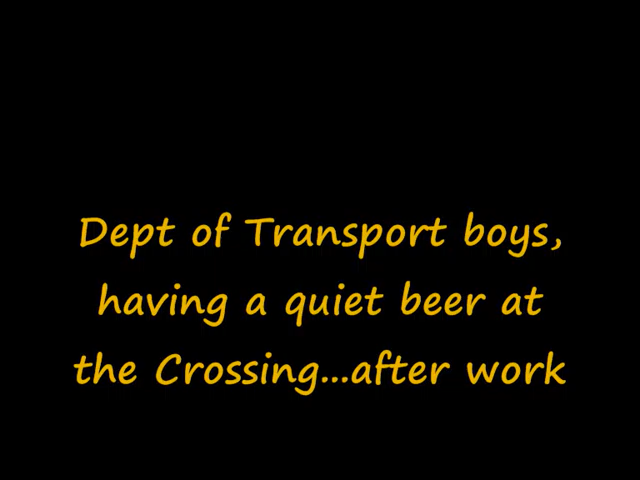 Dept of Transport boys,
having a quiet beer at
the Crossing...after work